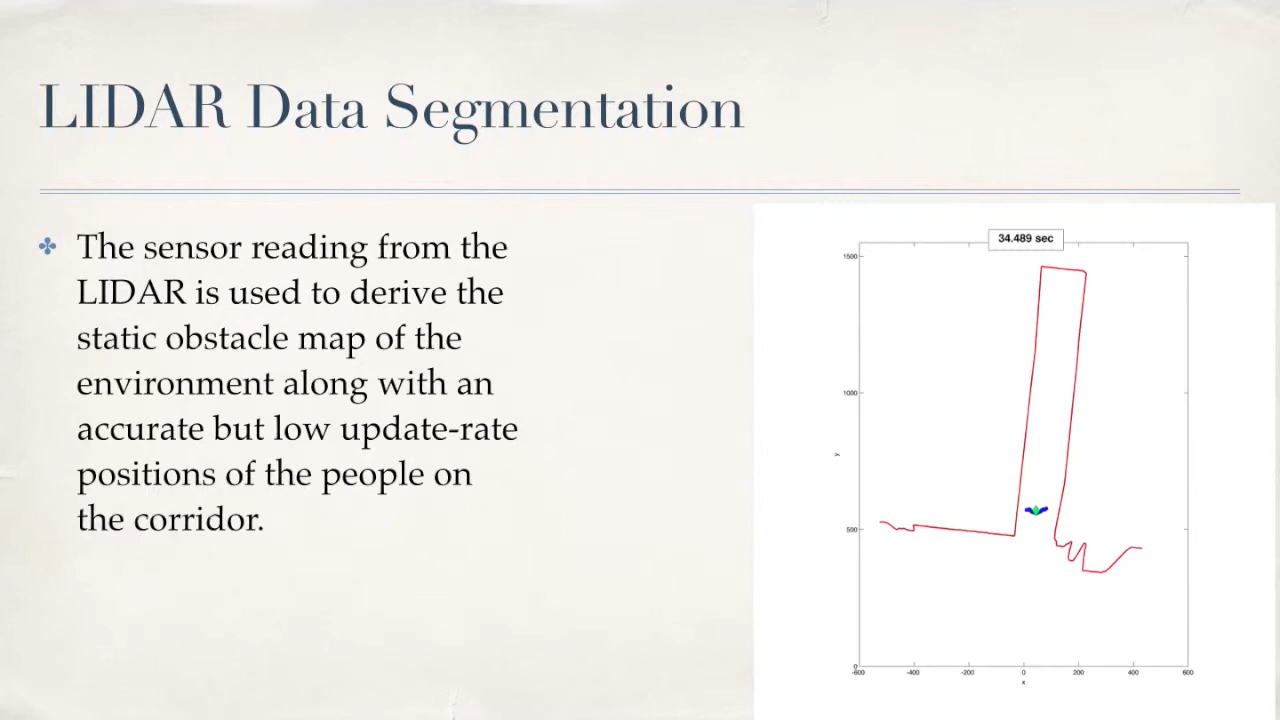 LIDAR Data Segmentation
The sensor reading from the
LIDAR is used to derive the
static obstacle map of the
environment along with an
accurate but low update-rate
positions of the people on
the corridor.
34.489 sec
1500
1000
y
500
0
-600 -400 -200 0 200 400 600
x